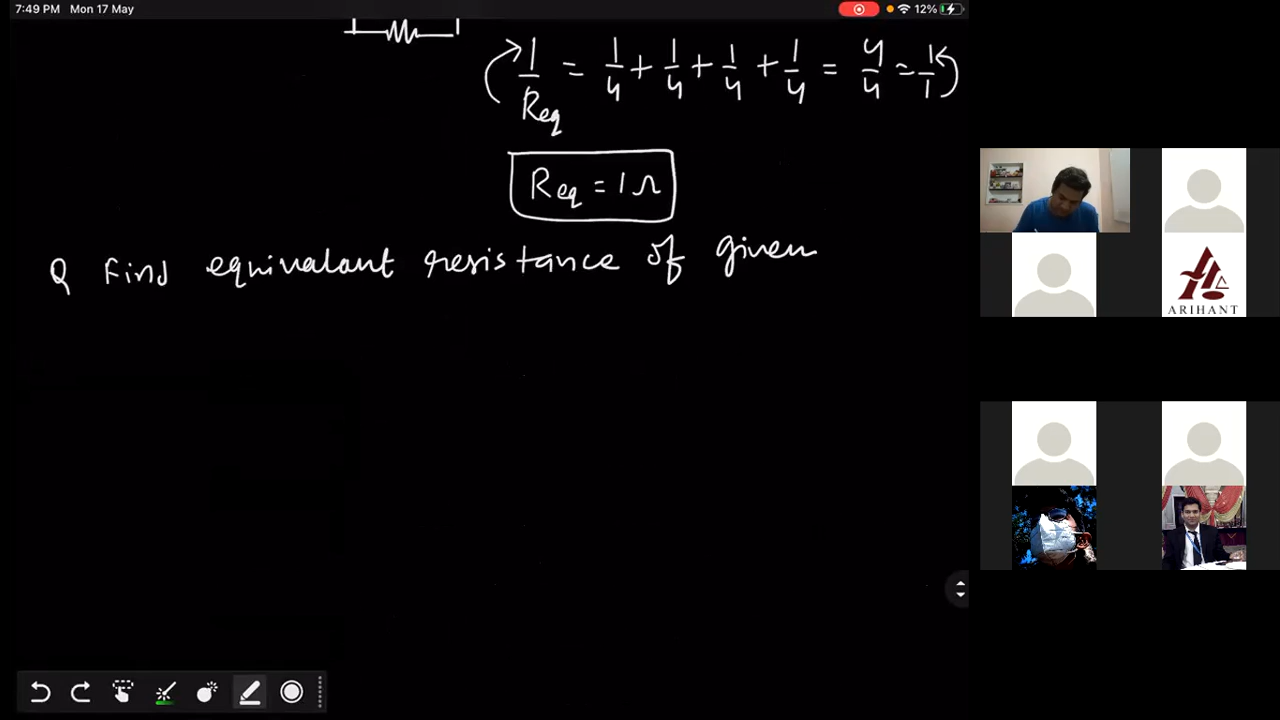 7:49 PM Mon 17 May
12%
1/Req = 1/4 + 1/4 + 1/4 + 1/4 = 4/4 = 1/1
Req = 1Ω
Q Find equivalant resistance of given
ARIHANT